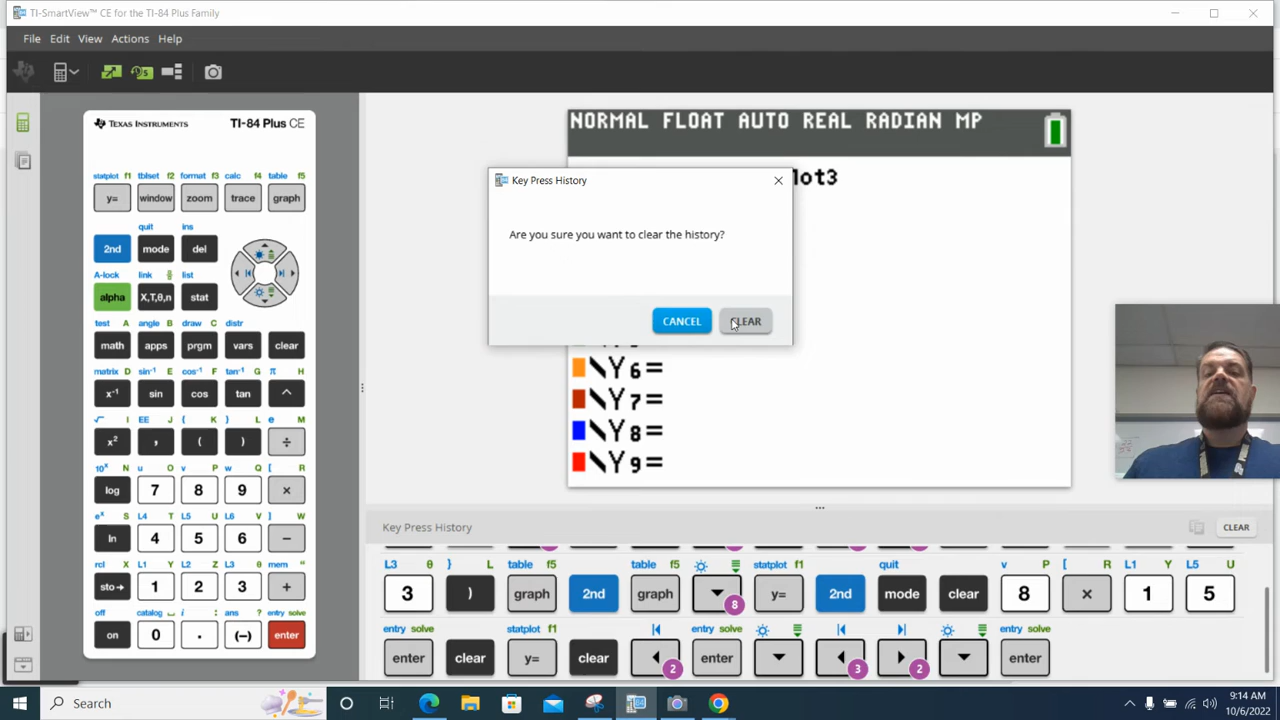 TI-SmartView™ CE for the TI-84 Plus Family
File Edit View Actions Help
TEXAS INSTRUMENTS TI-84 Plus CE
statplot f1 tblset f2 format f3 calc f4 table f5
y= window zoom trace graph
quit ins
2nd mode del
A-lock link list
alpha X,T,θ,n stat
test A angle B draw C distr
math apps prgm vars clear
matrix D sin⁻¹ E cos⁻¹ F tan⁻¹ G π H
x⁻¹ sin cos tan ^
√ I EE J { K } L e M
x² , ( ) ÷
10ˣ N u O v P w Q [ R
log 7 8 9 ×
eˣ S L4 T L5 U L6 V ] W
ln 4 5 6 −
rcl X L1 Y L2 Z L3 θ mem "
sto→ 1 2 3 +
off catalog i : ans ? entry solve
on 0 . (−) enter
NORMAL FLOAT AUTO REAL RADIAN MP
lot3
Key Press History
Are you sure you want to clear the history?
CANCEL CLEAR
\Y6=
\Y7=
\Y8=
\Y9=
Key Press History CLEAR
L3 θ } L table f5 table f5 statplot f1 quit v P [ R L1 Y L5 U
3 ) graph 2nd graph 8 y= 2nd mode clear 8 × 1 5
entry solve statplot f1 entry solve entry solve
enter clear y= clear 2 enter 3 2 enter
Search
9:14 AM
10/6/2022